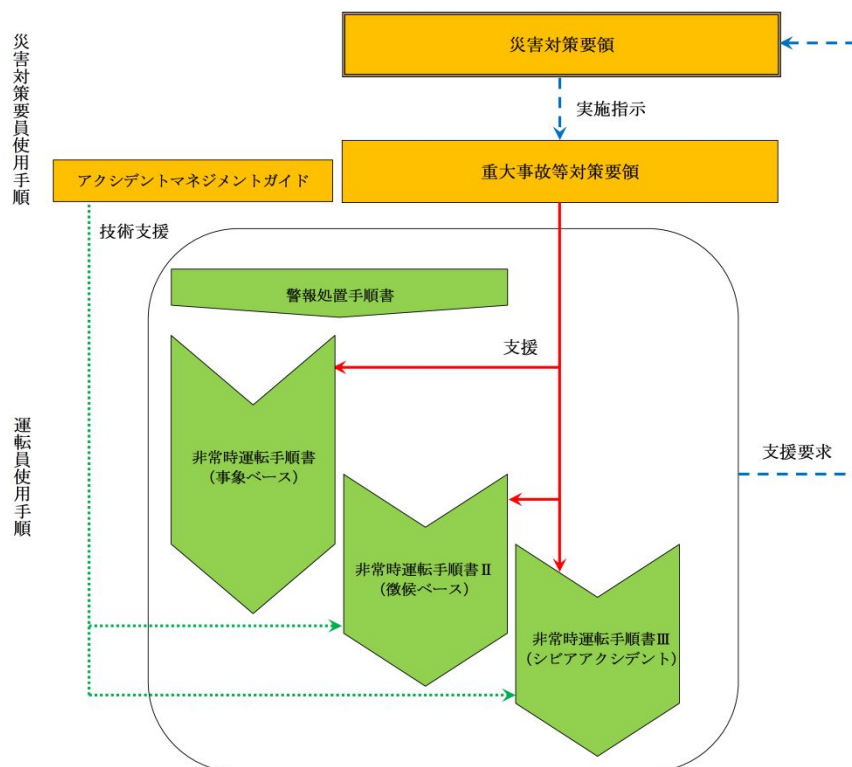 災害対策要員使用手順
災害対策要領
実施指示
重大事故等対策要領
アクシデントマネジメントガイド
技術支援
警報処置手順書
支援
運転員使用手順
非常時運転手順書
（事象ベース）
支援要求
非常時運転手順書Ⅱ
（徴候ベース）
非常時運転手順書Ⅲ
（シビアアクシデント）